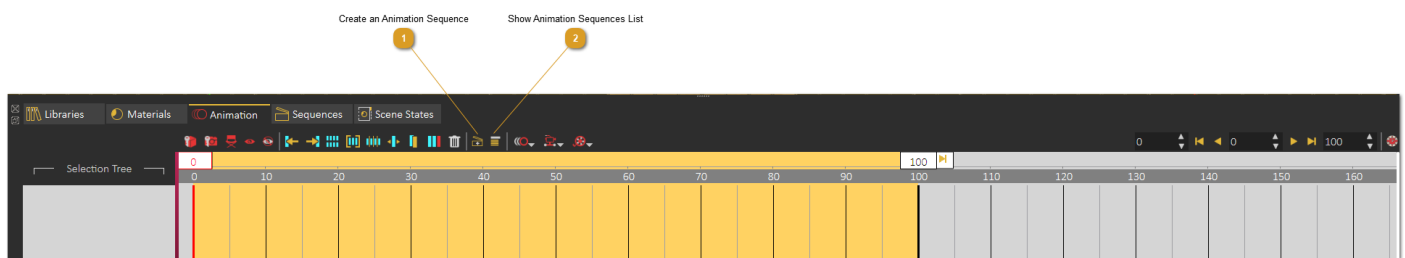 Create an Animation Sequence Show Animation Sequences List
1 2
Libraries Materials Animation Sequences Scene States
0 0 100
Selection Tree 0 100
0 10 20 30 40 50 60 70 80 90 100 110 120 130 140 150 160